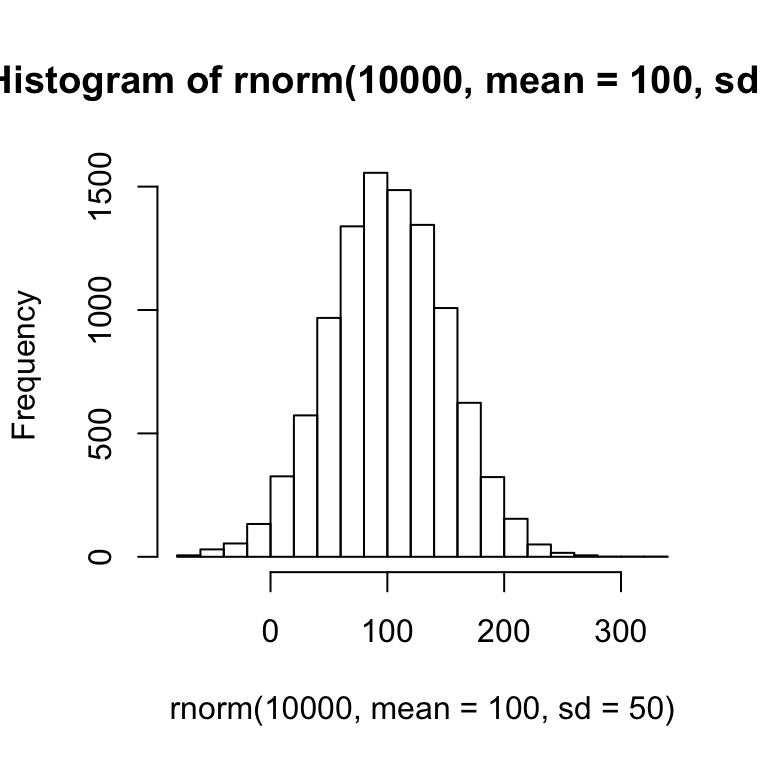 Histogram of rnorm(10000, mean = 100, sd
Frequency
1500
1000
500
0
0 100 200 300
rnorm(10000, mean = 100, sd = 50)